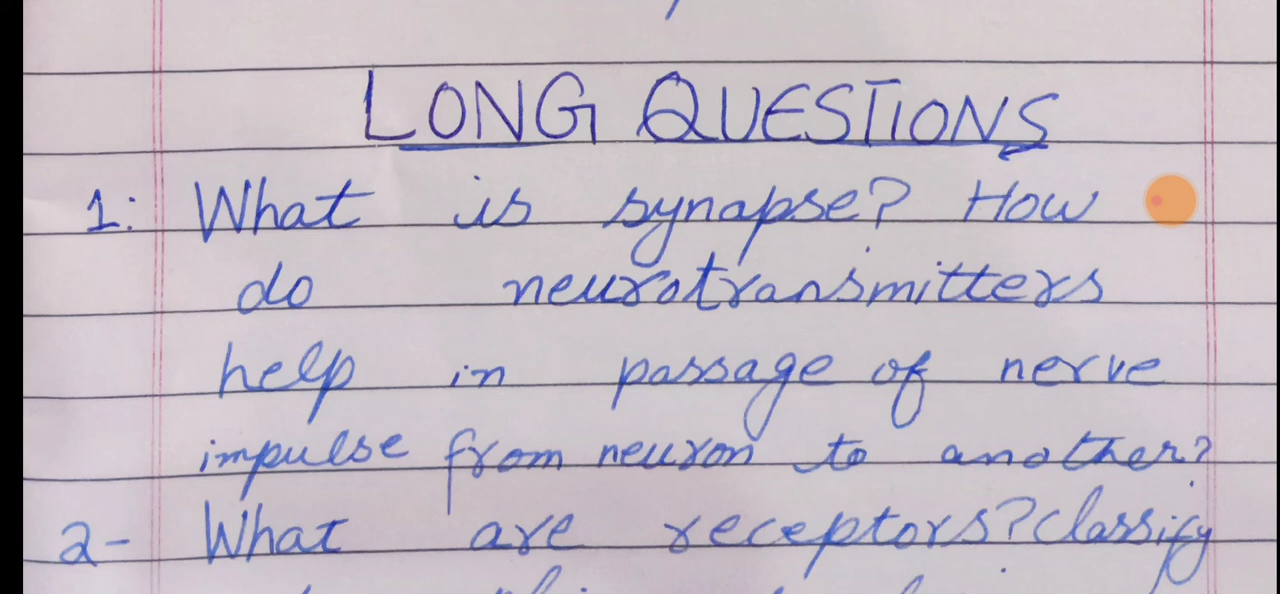 LONG QUESTIONS
1: What is synapse? How
do neurotransmitters
help in passage of nerve
impulse from neuron to another?
2- What are receptors? classify